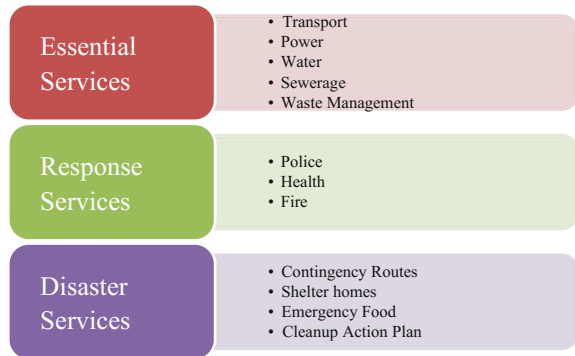 Essential
Services
• Transport
• Power
• Water
• Sewerage
• Waste Management
Response
Services
• Police
• Health
• Fire
Disaster
Services
• Contingency Routes
• Shelter homes
• Emergency Food
• Cleanup Action Plan